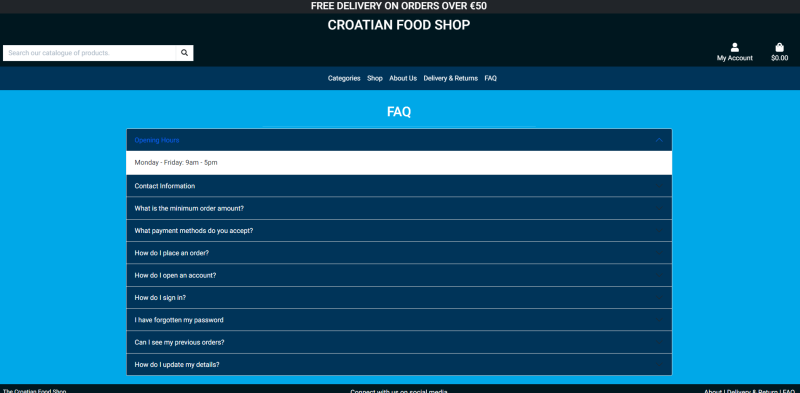 FREE DELIVERY ON ORDERS OVER €50
CROATIAN FOOD SHOP
Search our catalogue of products
My Account
$0.00
Categories Shop About Us Delivery & Returns FAQ
FAQ
Opening Hours
Monday - Friday: 9am - 5pm
Contact Information
What is the minimum order amount?
What payment methods do you accept?
How do I place an order?
How do I open an account?
How do I sign in?
I have forgotten my password
Can I see my previous orders?
How do I update my details?
The Croatian Food Shop Connect with us on social media About | Delivery & Return | FAQ